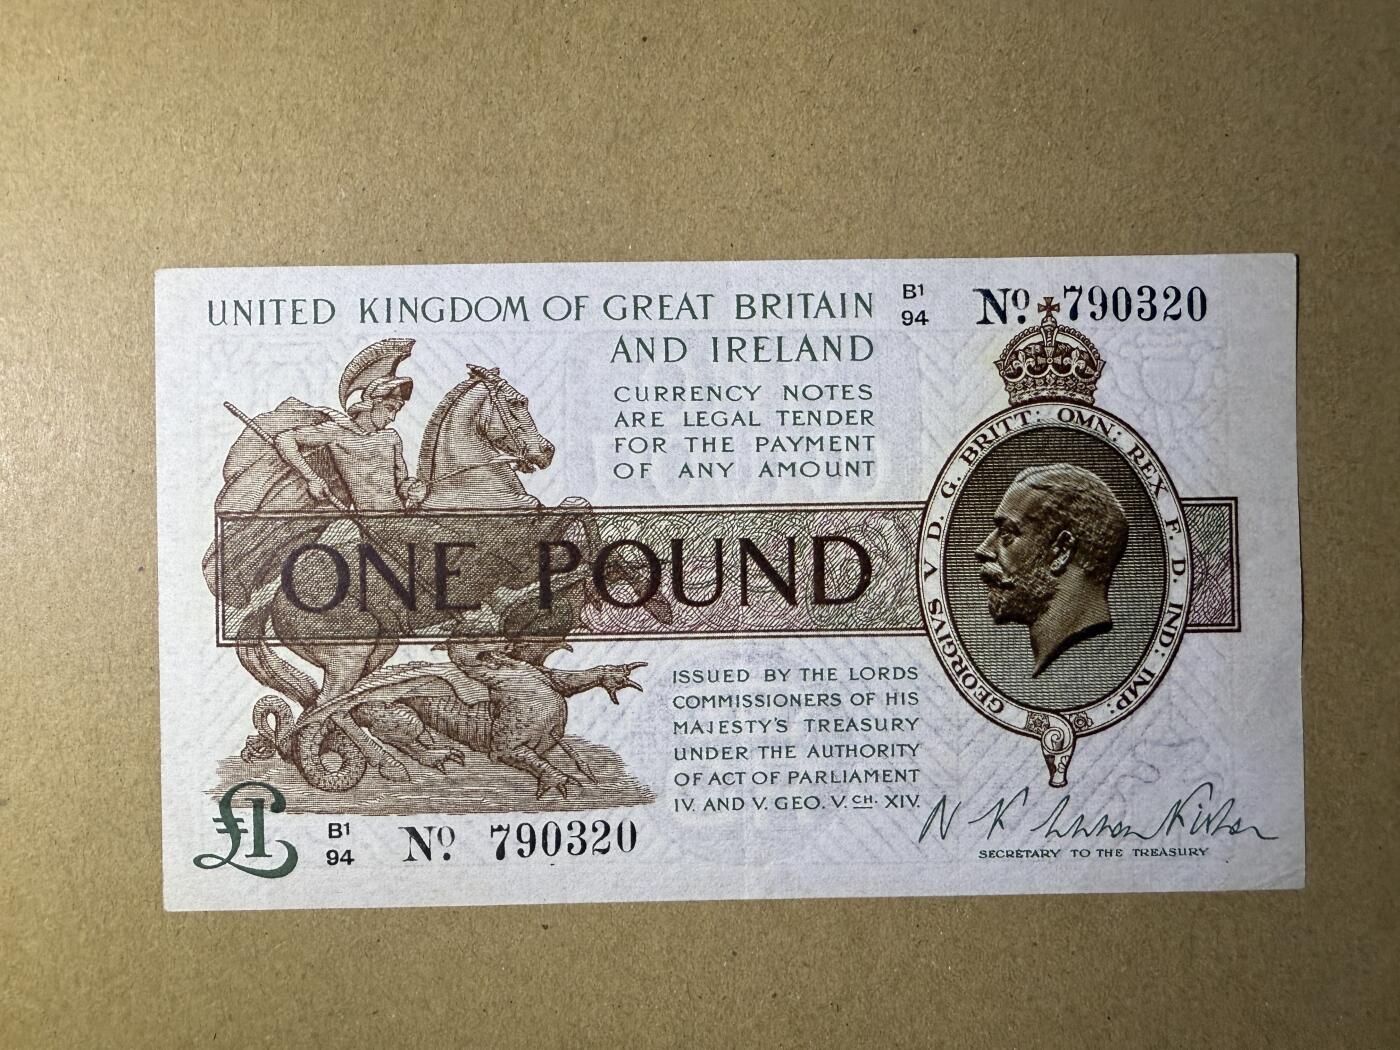 UNITED KINGDOM OF GREAT BRITAIN
AND IRELAND
B1
94
No. 790320
CURRENCY NOTES
ARE LEGAL TENDER
FOR THE PAYMENT
OF ANY AMOUNT
ONE POUND
GEORGIVS V D. G. BRITT: OMN: REX F. D. IND: IMP:
ISSUED BY THE LORDS
COMMISSIONERS OF HIS
MAJESTY'S TREASURY
UNDER THE AUTHORITY
OF ACT OF PARLIAMENT
IV. AND V. GEO. V. CH. XIV.
£1
B1
94
No. 790320
N K Warren Fisher
SECRETARY TO THE TREASURY